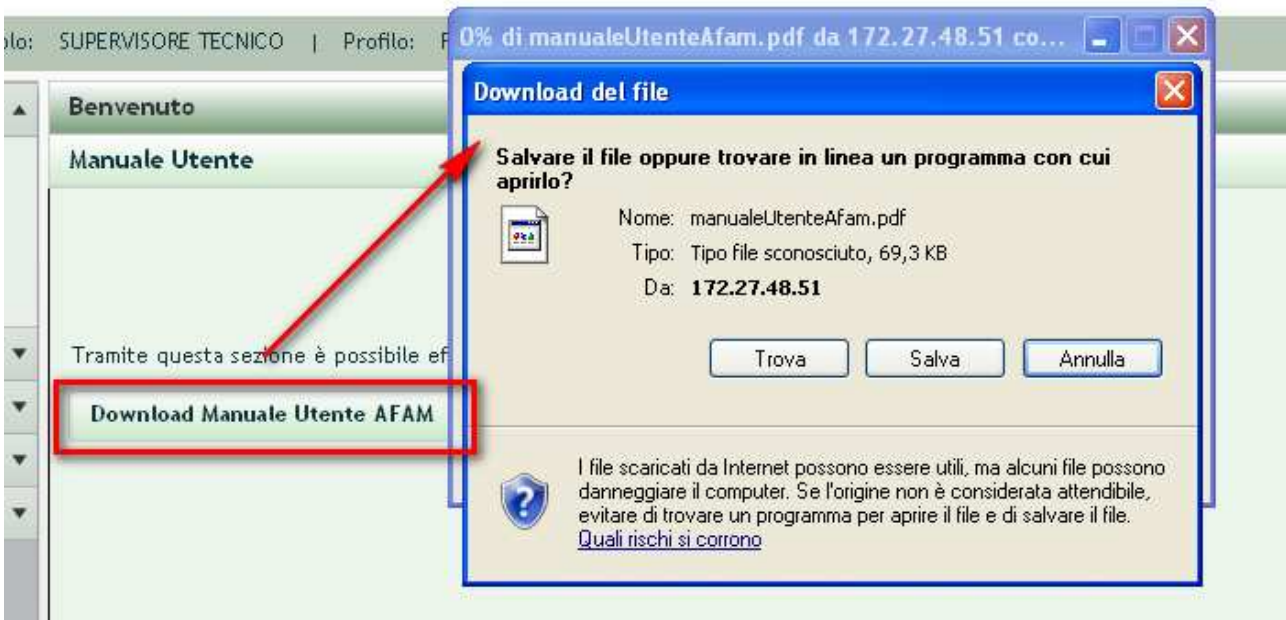 olo: SUPERVISORE TECNICO | Profilo:
0% di manualeUtenteAfam.pdf da 172.27.48.51 co...
Download del file
Benvenuto
Manuale Utente
Salvare il file oppure trovare in linea un programma con cui
aprirlo?
Nome: manualeUtenteAfam.pdf
Tipo: Tipo file sconosciuto, 69,3 KB
Da: 172.27.48.51
Tramite questa sezione è possibile ef
Trova Salva Annulla
Download Manuale Utente AFAM
I file scaricati da Internet possono essere utili, ma alcuni file possono
danneggiare il computer. Se l'origine non è considerata attendibile,
evitare di trovare un programma per aprire il file e di salvare il file.
Quali rischi si corrono